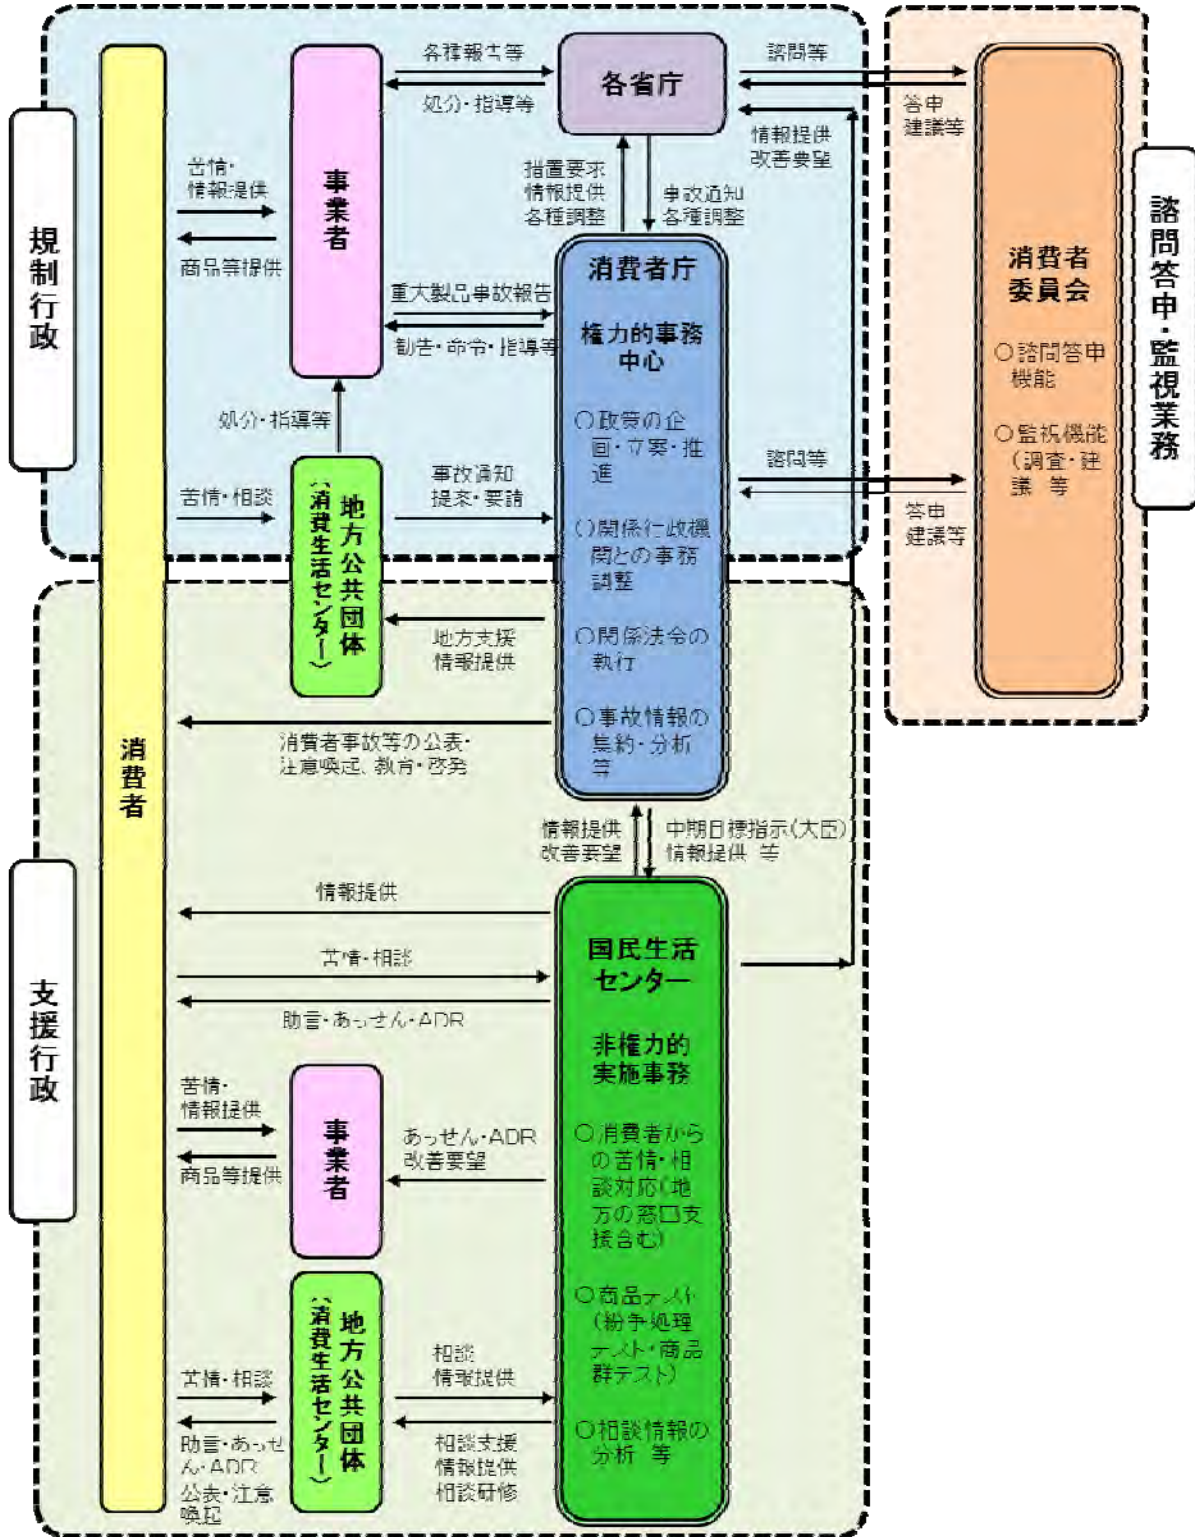 規制行政
支援行政
諮問答申・監視業務
消費者
事業者
各省庁
各種報告等
処分・指導等
諮問等
答申
建議等
情報提供
改善要望
苦情・
情報提供
商品等提供
措置要求
情報提供
各種調整
事故通知
各種調整
重大製品事故報告
勧告・命令・指導等
処分・指導等
消費者庁
権力的事務
中心
○政策の企
画・立案・推
進
○関係行政機
関との事務
調整
○関係法令の
執行
○事故情報の
集約・分析
等
消費者
委員会
○諮問答申
機能
○監視機能
(調査・建
議 等
諮問等
答申
建議等
苦情・相談
地方公共団体
(消費生活センター)
事故通知
提案・要請
地方支援
情報提供
消費者事故等の公表・
注意喚起、教育・啓発
情報提供
改善要望
中期目標指示(大臣)
情報提供 等
情報提供
苦情・相談
助言・あっせん・ADR
国民生活
センター
非権力的
実施事務
○消費者から
の苦情・相
談対応(地
方の窓口支
援含む)
○商品テスト
(紛争処理
テスト・商品
群テスト)
○相談情報の
分析 等
苦情・
情報提供
商品等提供
事業者
あっせん・ADR
改善要望
苦情・相談
助言・あっせ
ん・ADR
公表・注意
喚起
地方公共団体
(消費生活センター)
相談
情報提供
相談支援
情報提供
相談研修